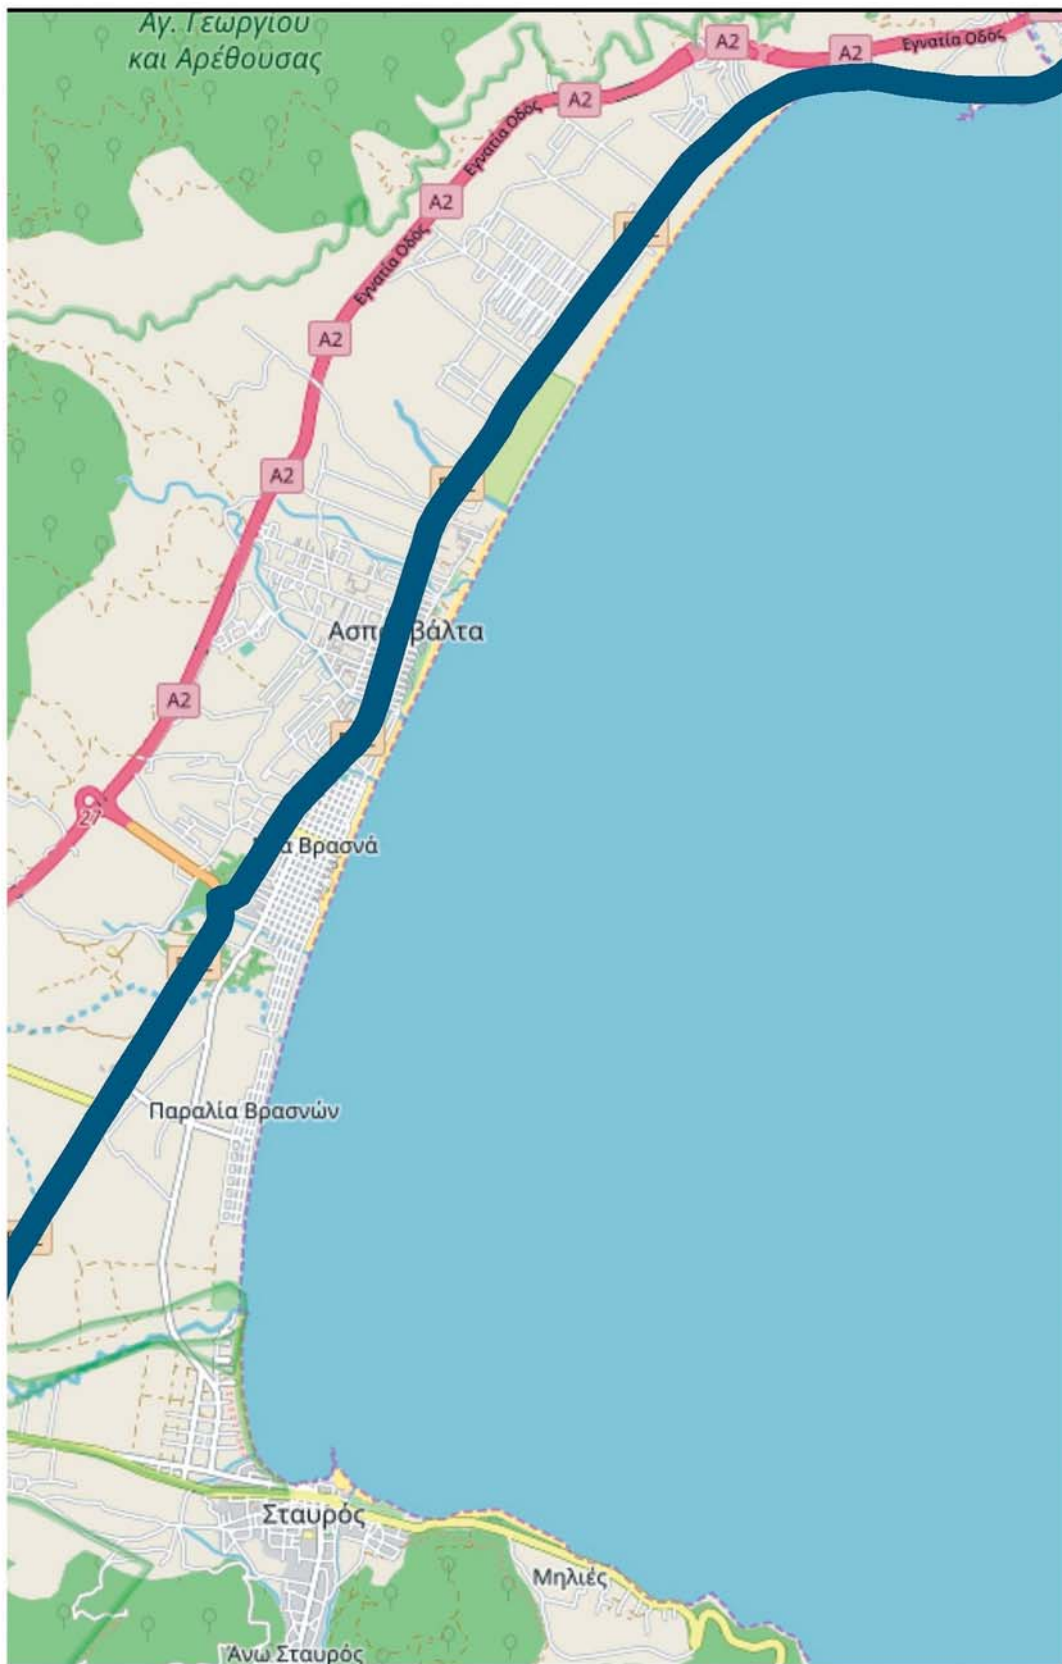 Αγ. Γεωργίου
και Αρέθουσας
A2
A2
Εγνατία Οδός
A2
Εγνατία Οδός
A2
Εγνατία Οδός
A2
A2
Ασπ βάλτα
A2
27
α Βρασνά
Παραλία Βρασνών
Σταυρός
Μηλιές
Άνω Σταυρός